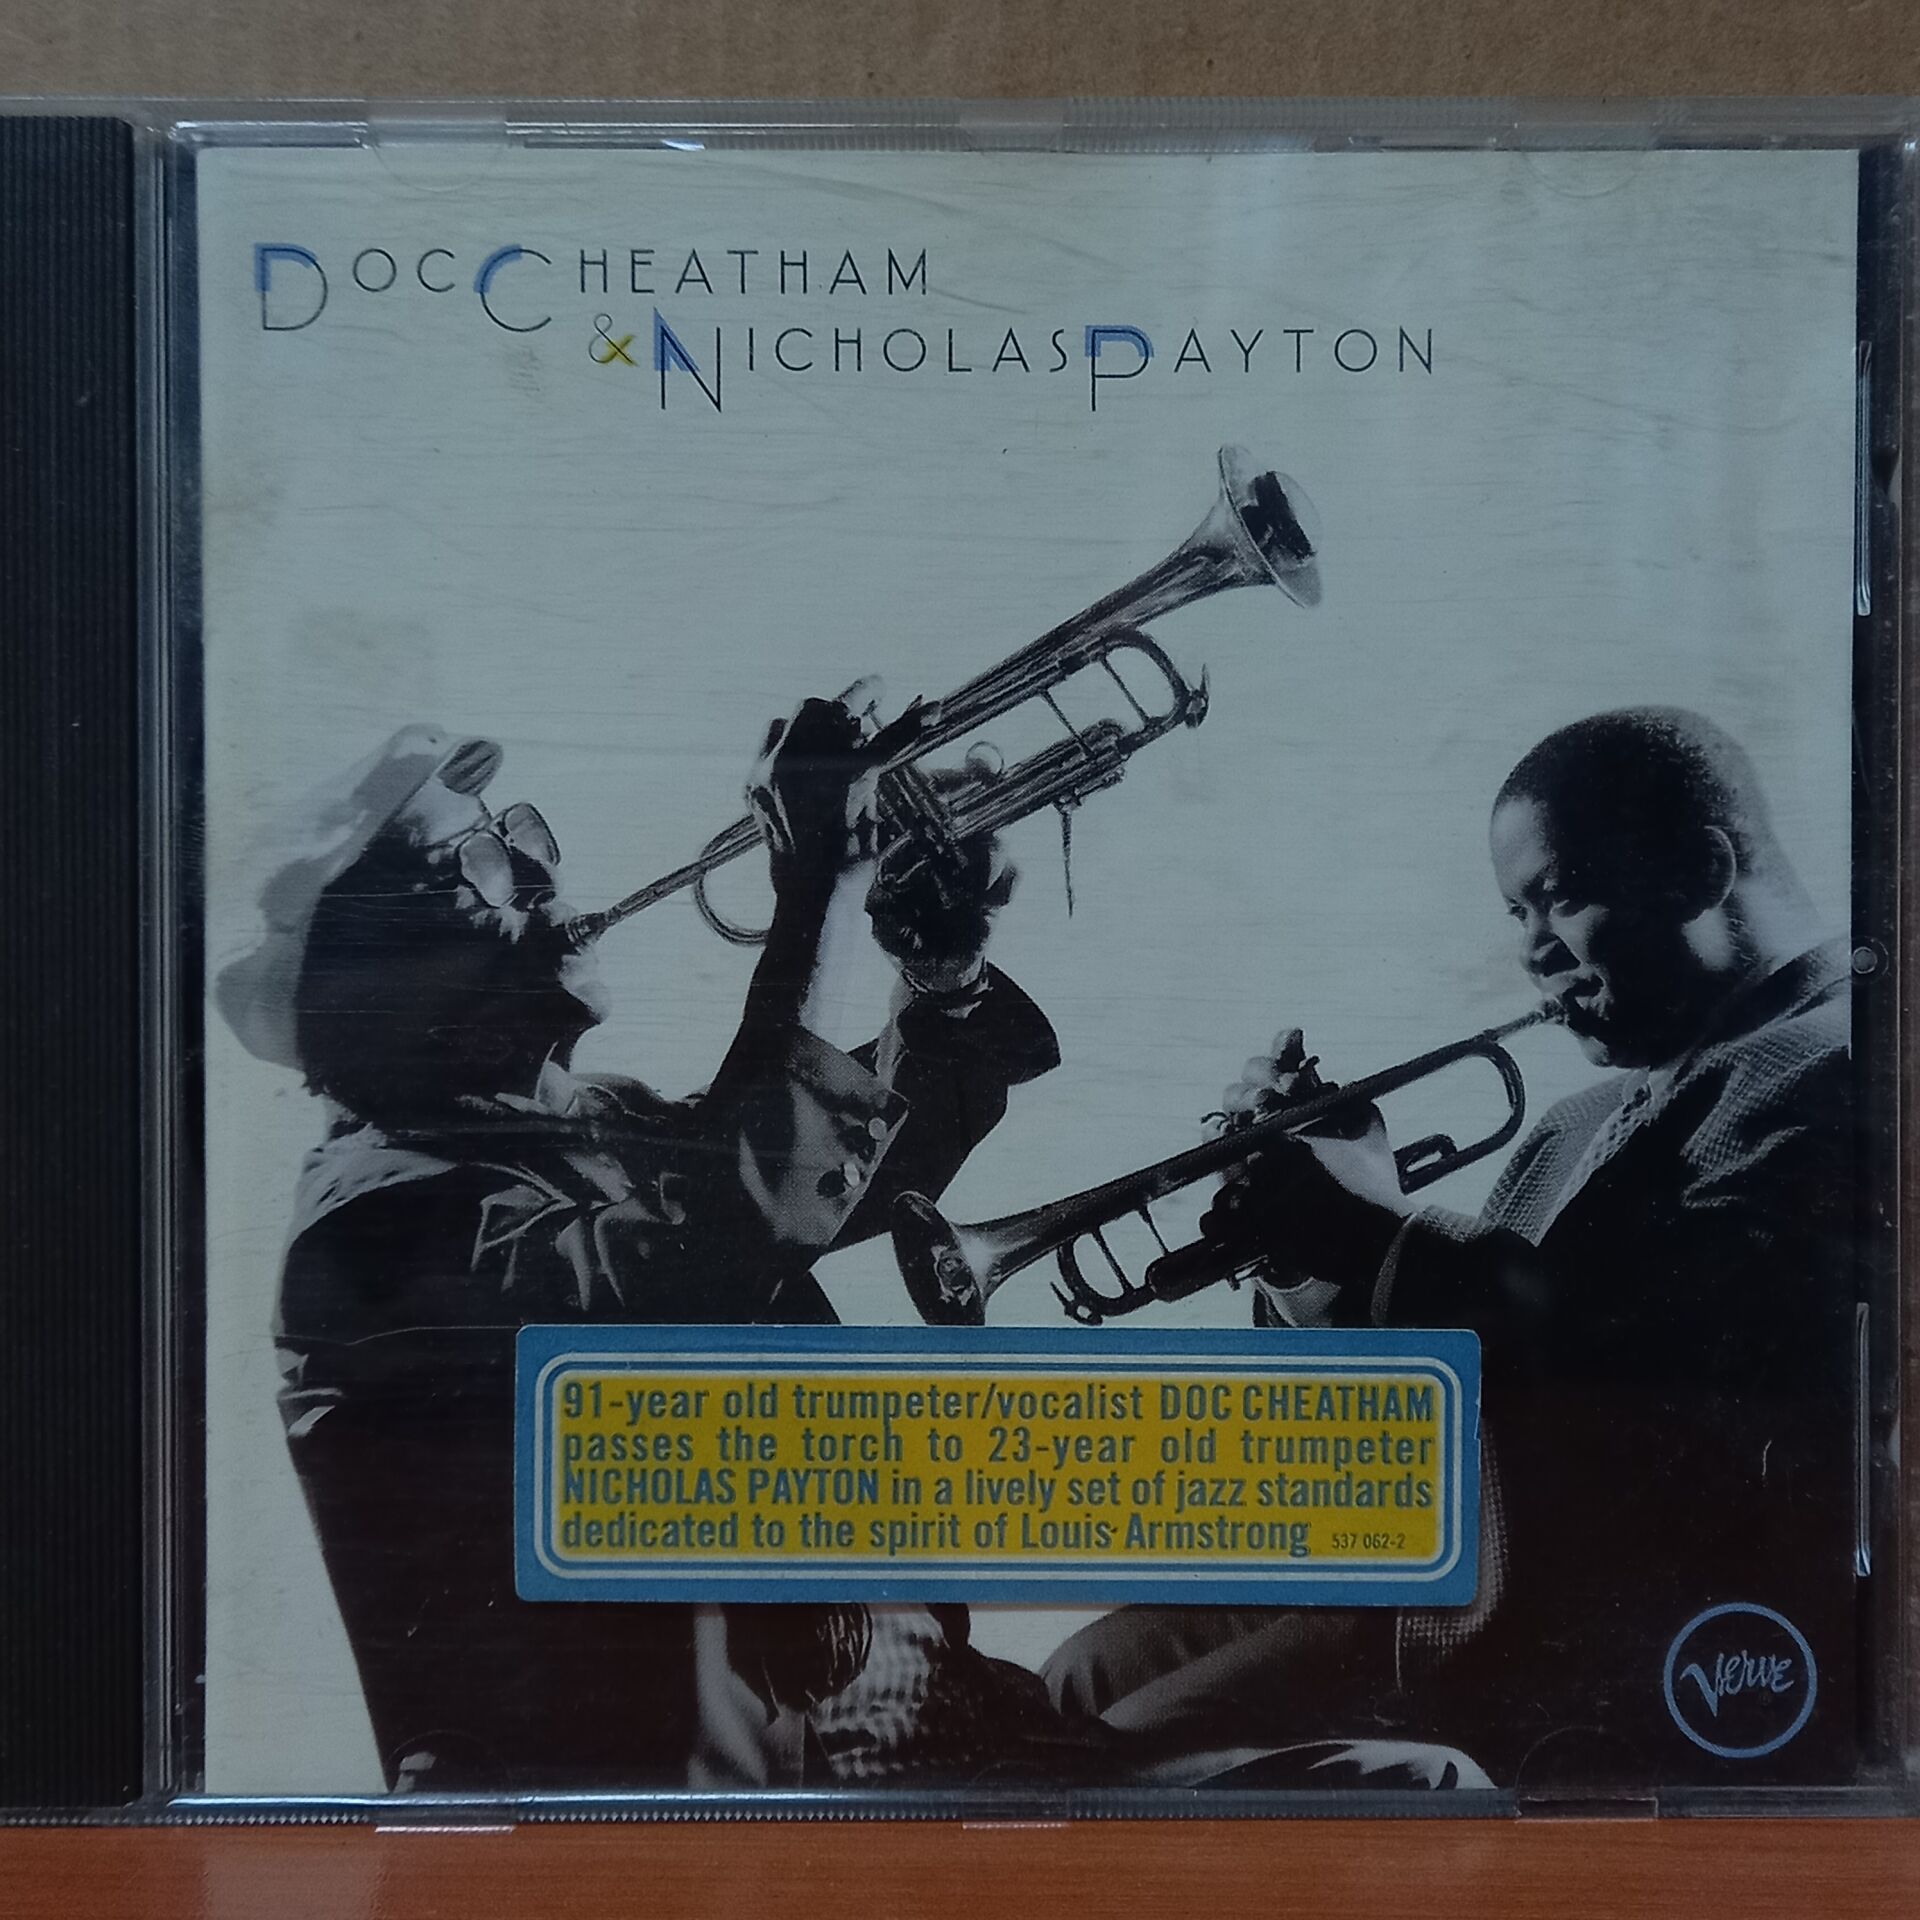 DOC CHEATHAM
& NICHOLAS PAYTON
91-year old trumpeter/vocalist DOC CHEATHAM
passes the torch to 23-year old trumpeter
NICHOLAS PAYTON in a lively set of jazz standards
dedicated to the spirit of Louis Armstrong 537 062-2
Verve